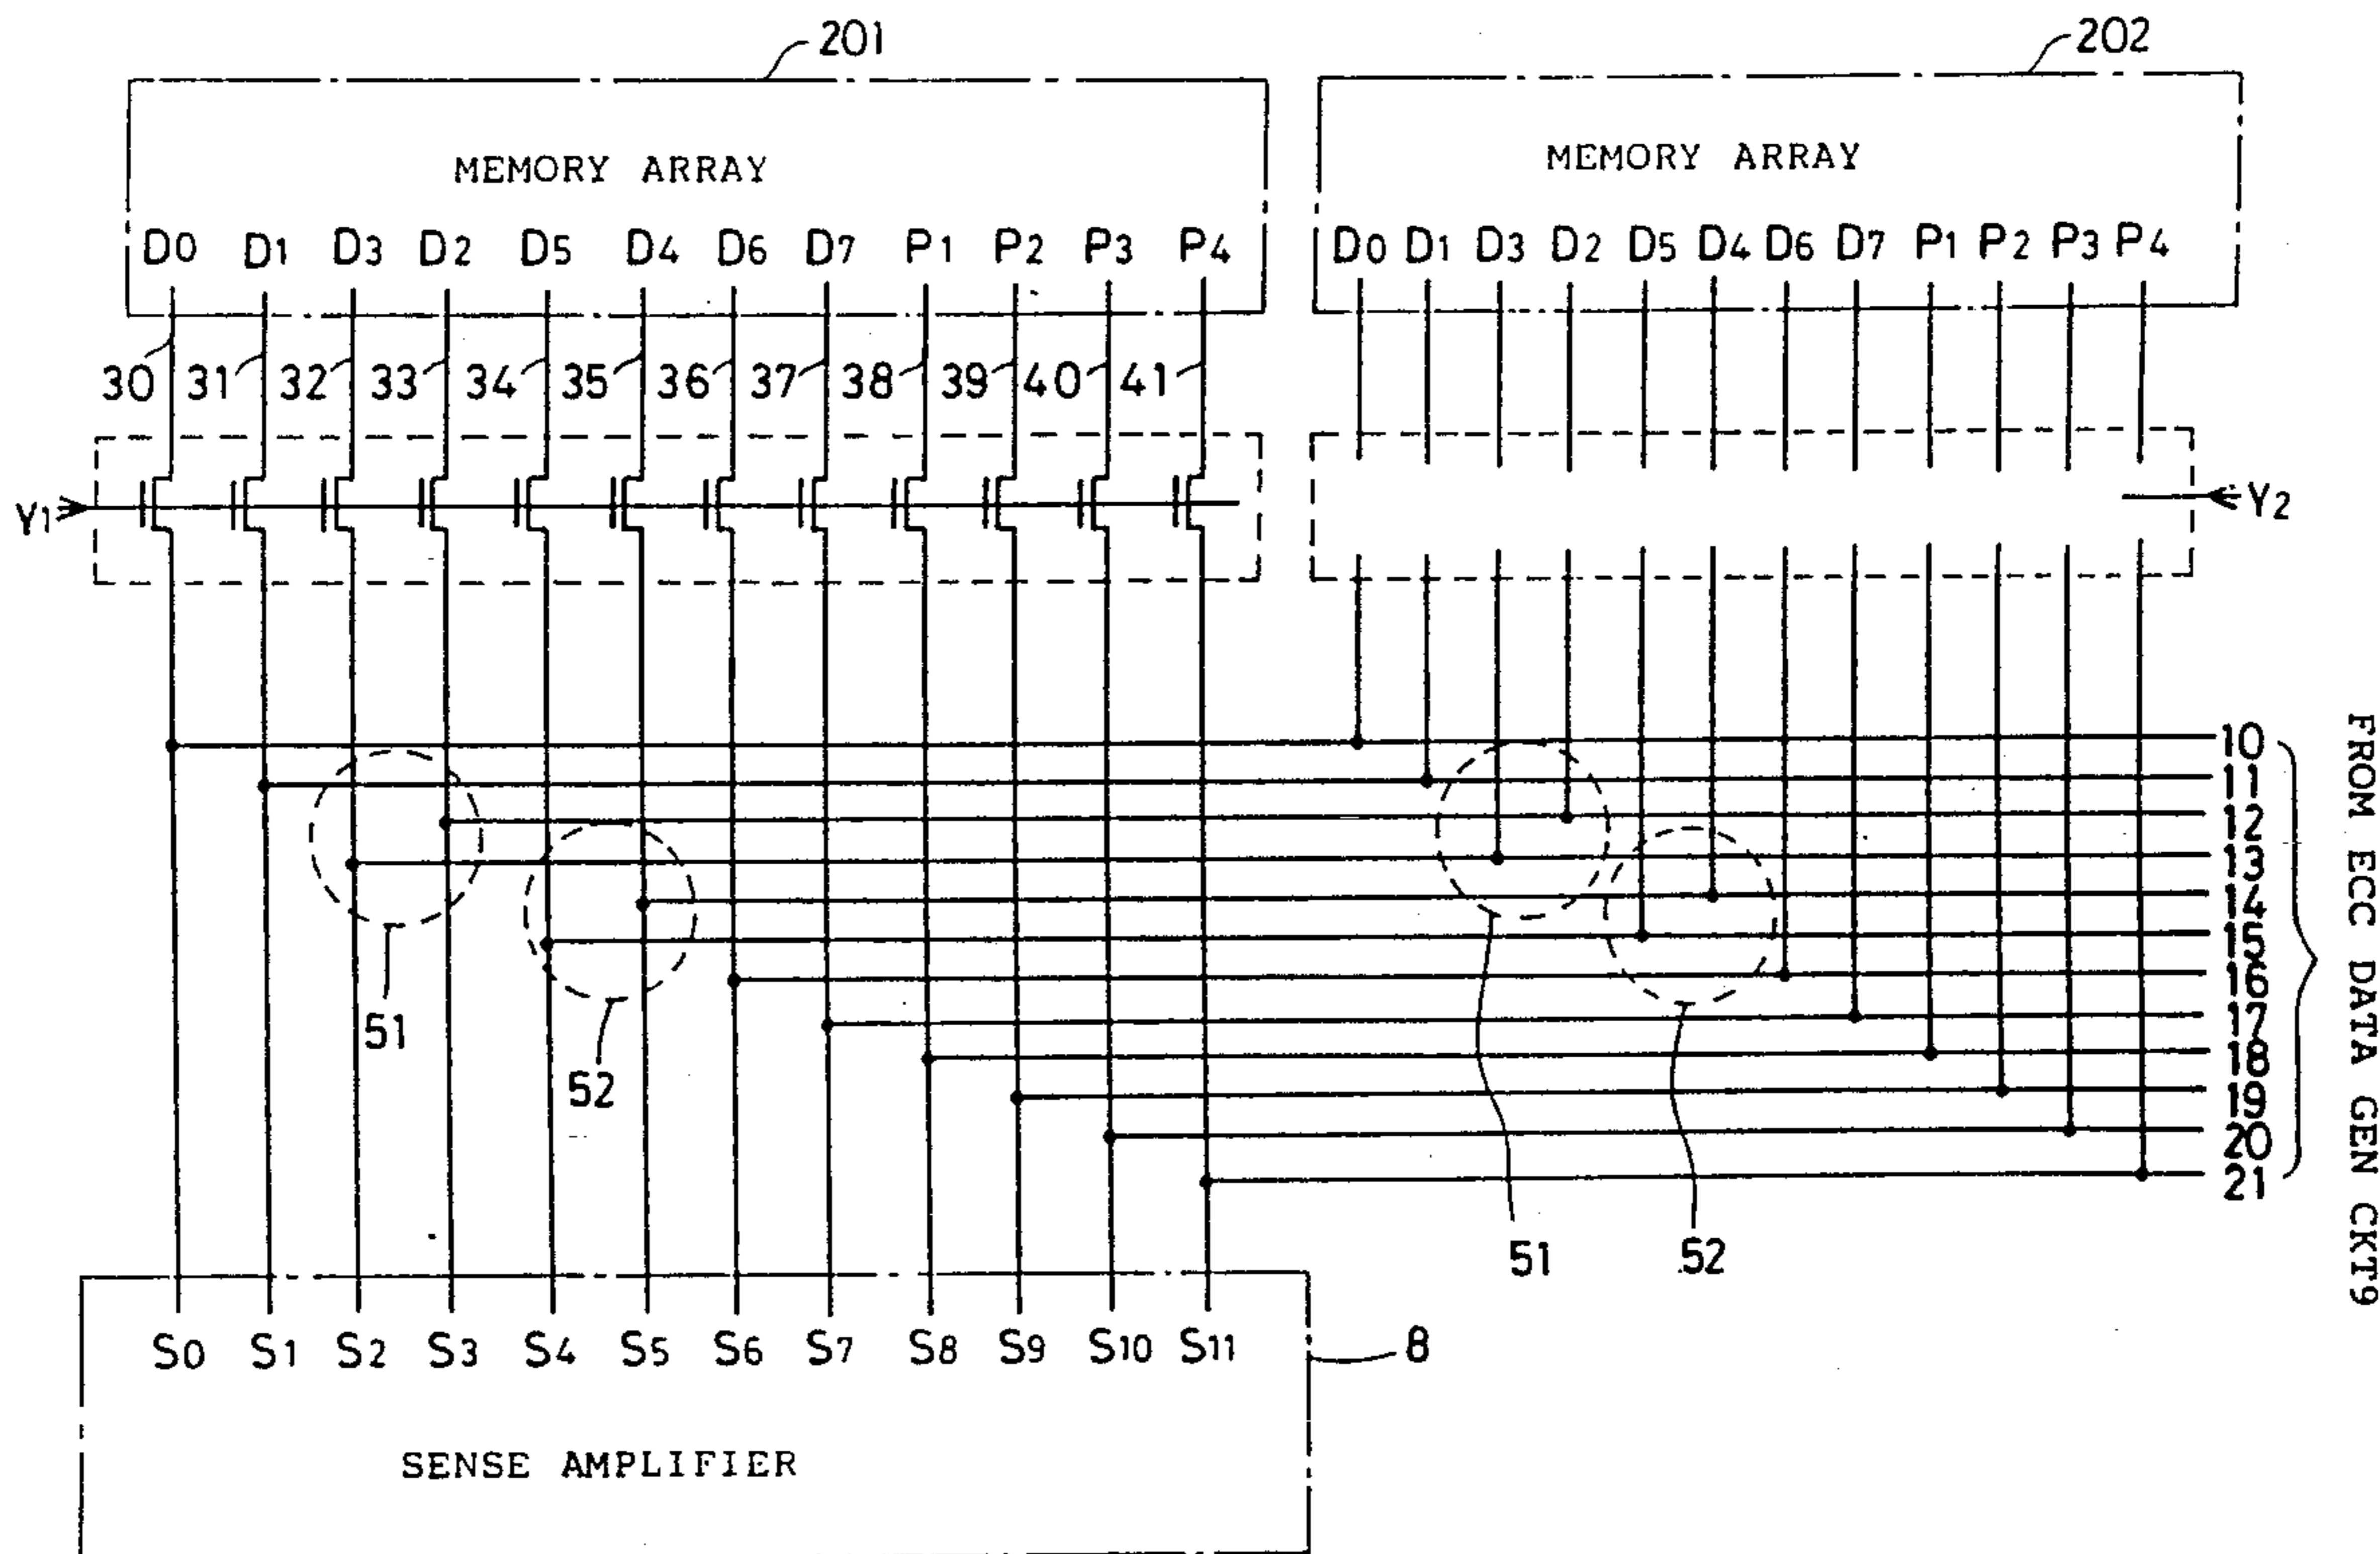 201
202
MEMORY ARRAY
MEMORY ARRAY
D0 D1 D3 D2 D5 D4 D6 D7 P1 P2 P3 P4
D0 D1 D3 D2 D5 D4 D6 D7 P1 P2 P3 P4
30 31 32 33 34 35 36 37 38 39 40 41
Y1
Y2
10
11
12
13
14
15
16
17
18
19
20
21
FROM ECC DATA GEN CKT9
51
52
51
52
S0 S1 S2 S3 S4 S5 S6 S7 S8 S9 S10 S11
8
SENSE AMPLIFIER